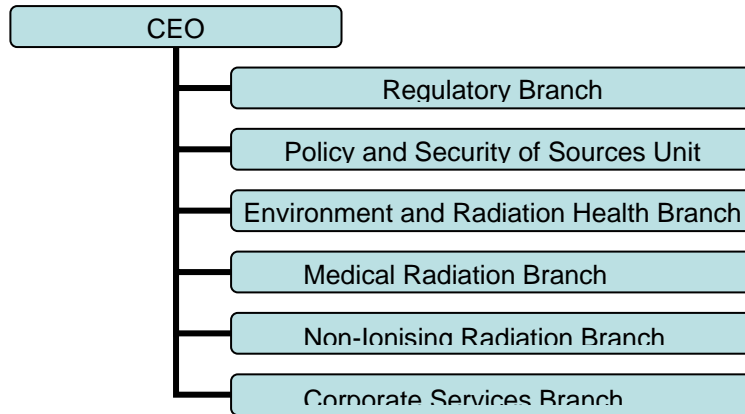 CEO
Regulatory Branch
Policy and Security of Sources Unit
Environment and Radiation Health Branch
Medical Radiation Branch
Non-Ionising Radiation Branch
Corporate Services Branch